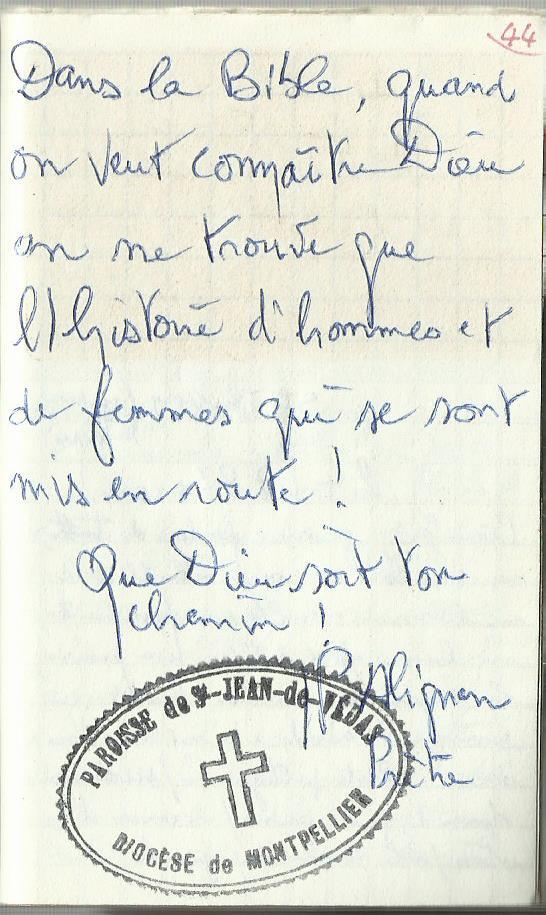 44
Dans la Bible, quand
on veut connaître Dieu
on ne trouve que
l'histoire d'hommes et
de femmes qui se sont
mis en route !
Que Dieu soit ton
chemin !
Alignan
Prêtre
PAROISSE de St-JEAN-de-VEDAS
DIOCÈSE de MONTPELLIER